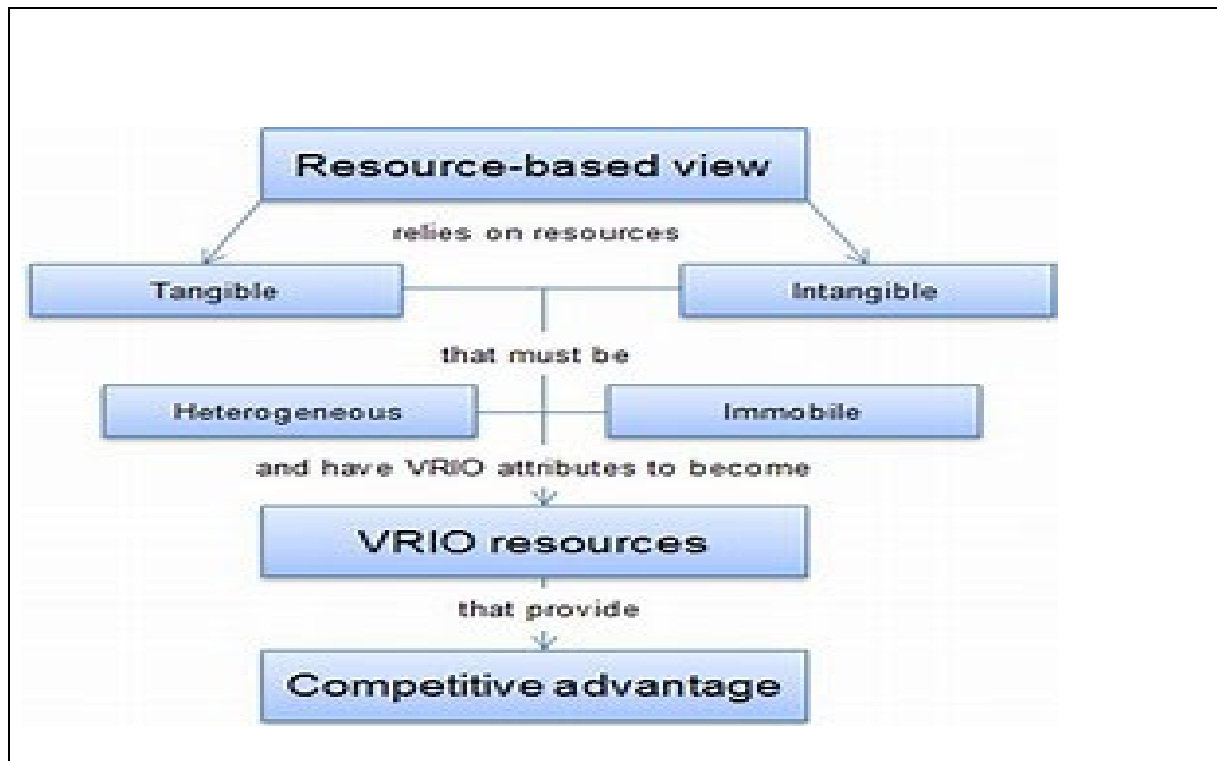 Resource-based view
relies on resources
Tangible
Intangible
that must be
Heterogeneous
Immobile
and have VRIO attributes to become
VRIO resources
that provide
Competitive advantage